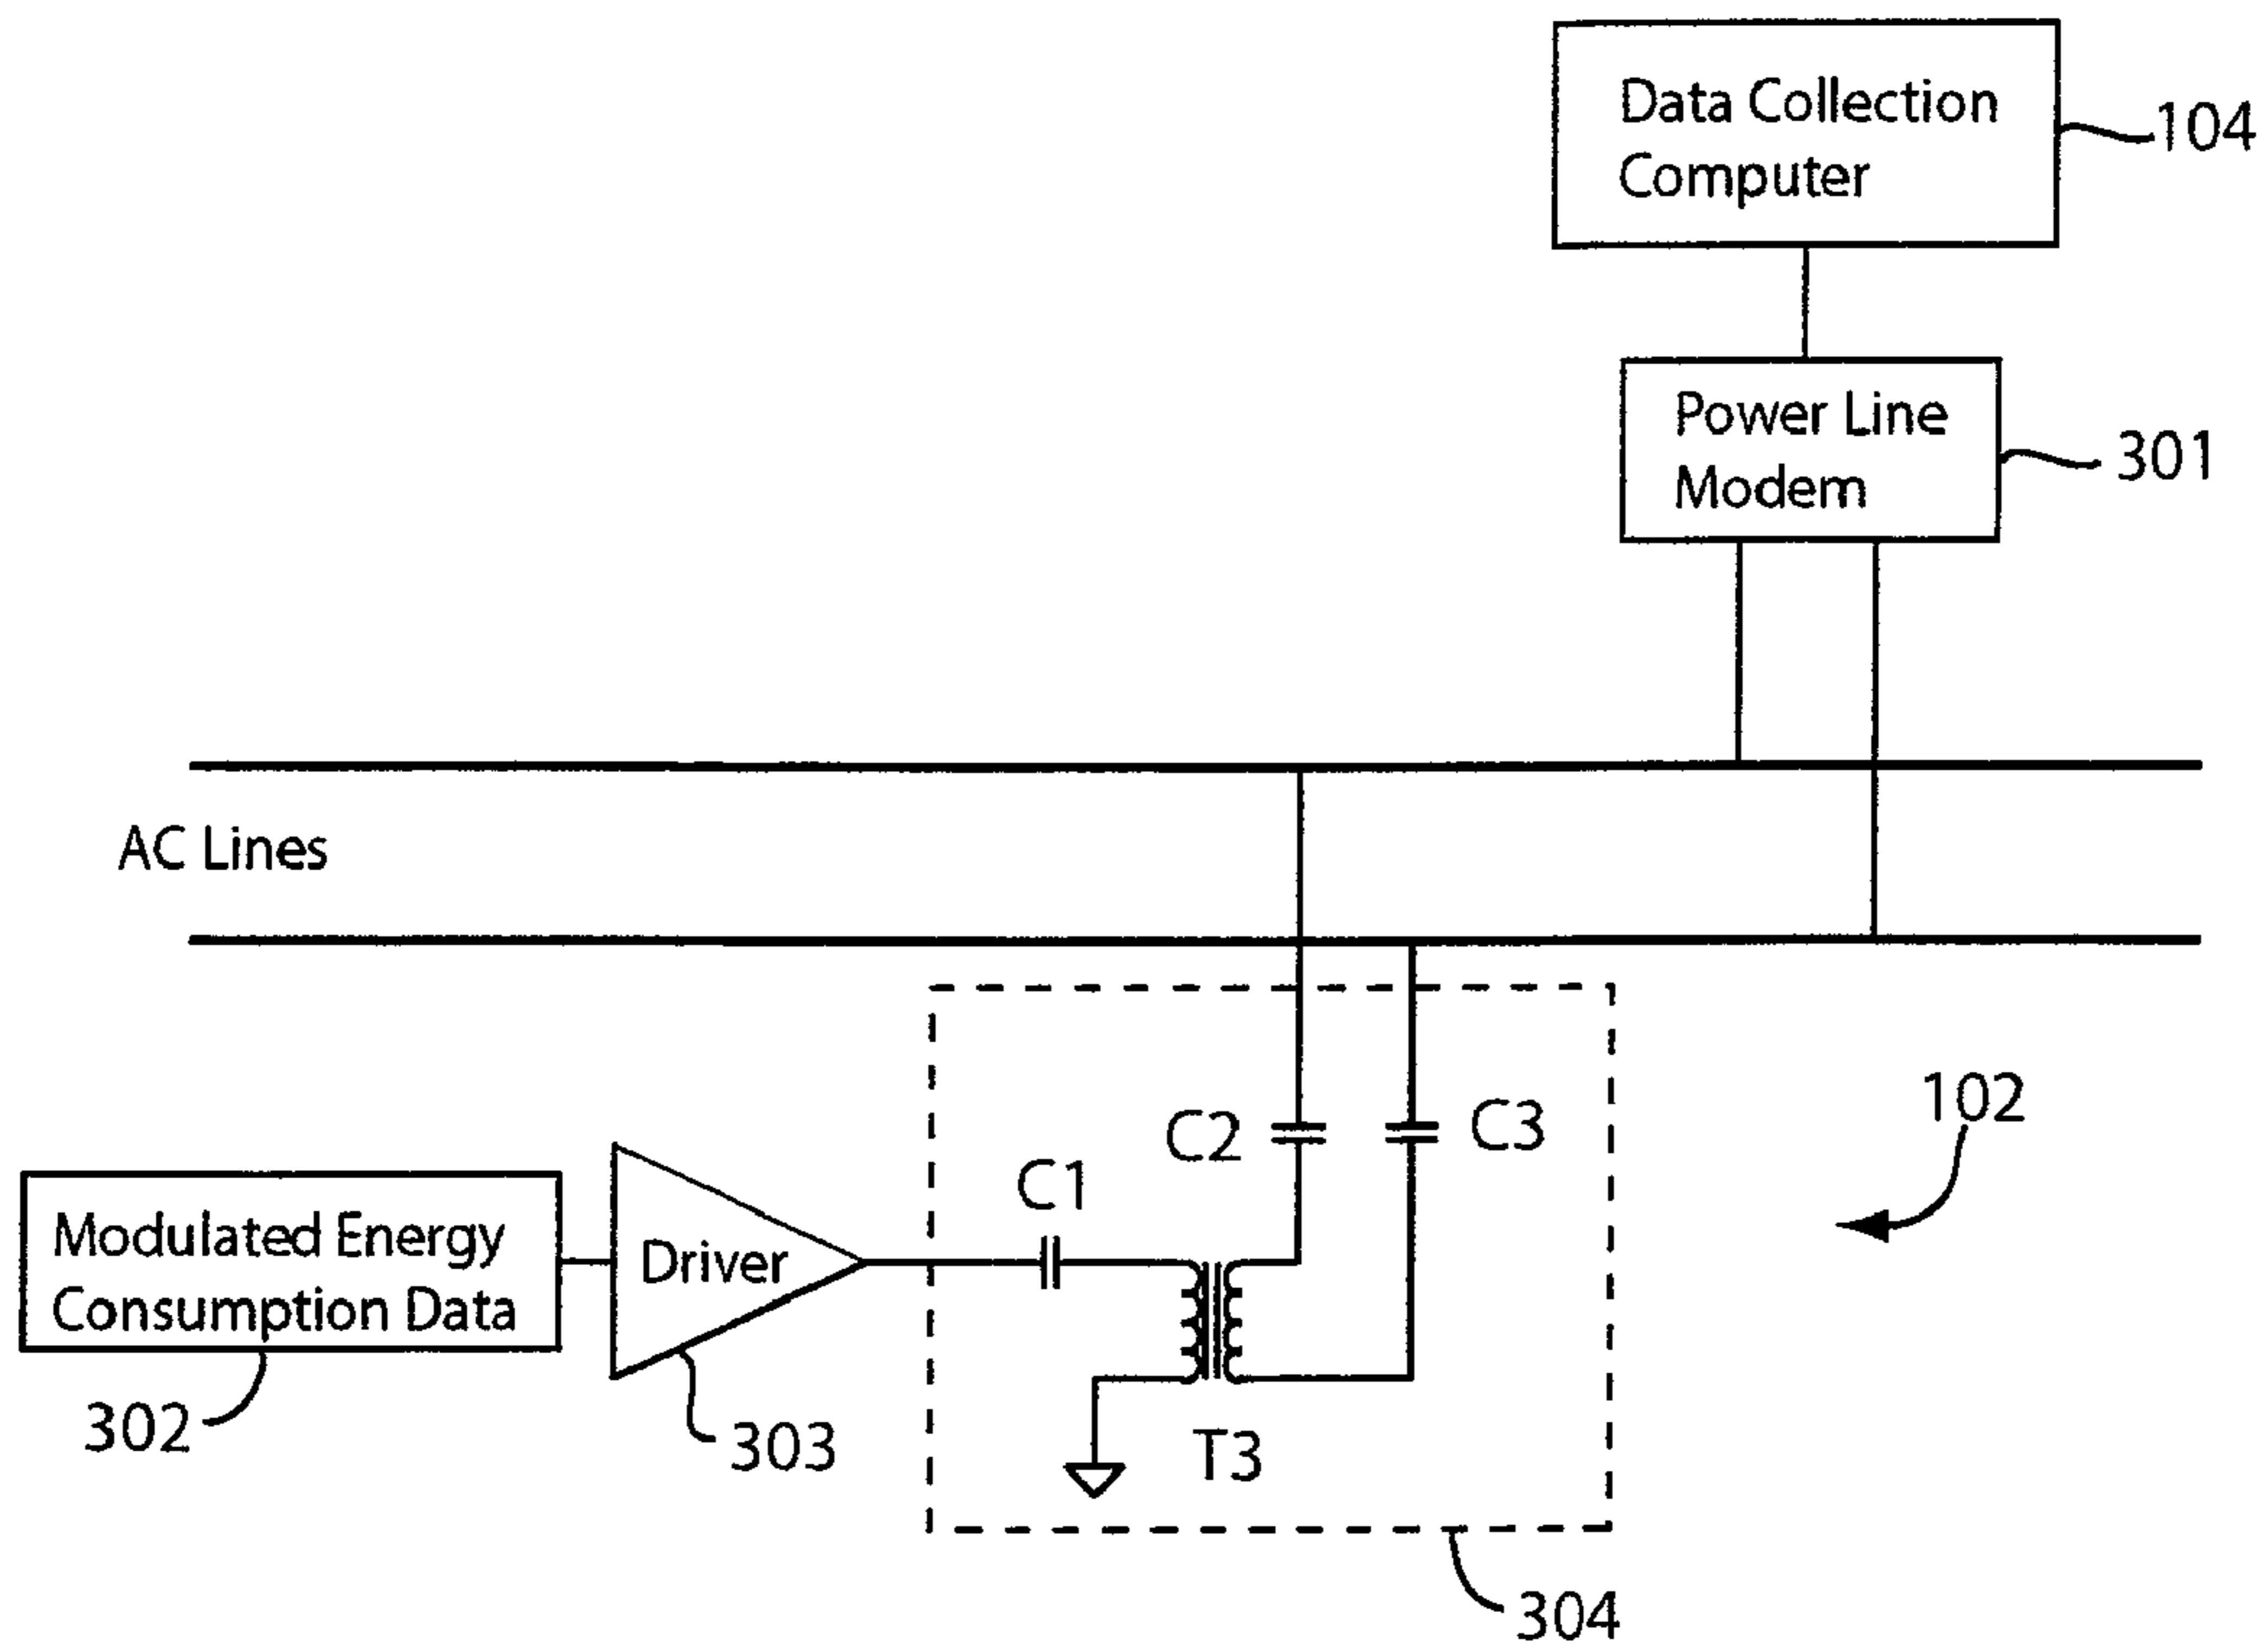 Data Collection
Computer
104
Power Line
Modem
301
AC Lines
102
C2
C3
C1
Modulated Energy
Consumption Data
Driver
302
303
T3
304